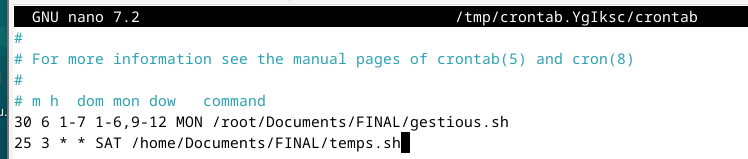 GNU nano 7.2 /tmp/crontab.YgIksc/crontab
#
# For more information see the manual pages of crontab(5) and cron(8)
#
# m h  dom mon dow   command
30 6 1-7 1-6,9-12 MON /root/Documents/FINAL/gestious.sh
25 3 * * SAT /home/Documents/FINAL/temps.sh